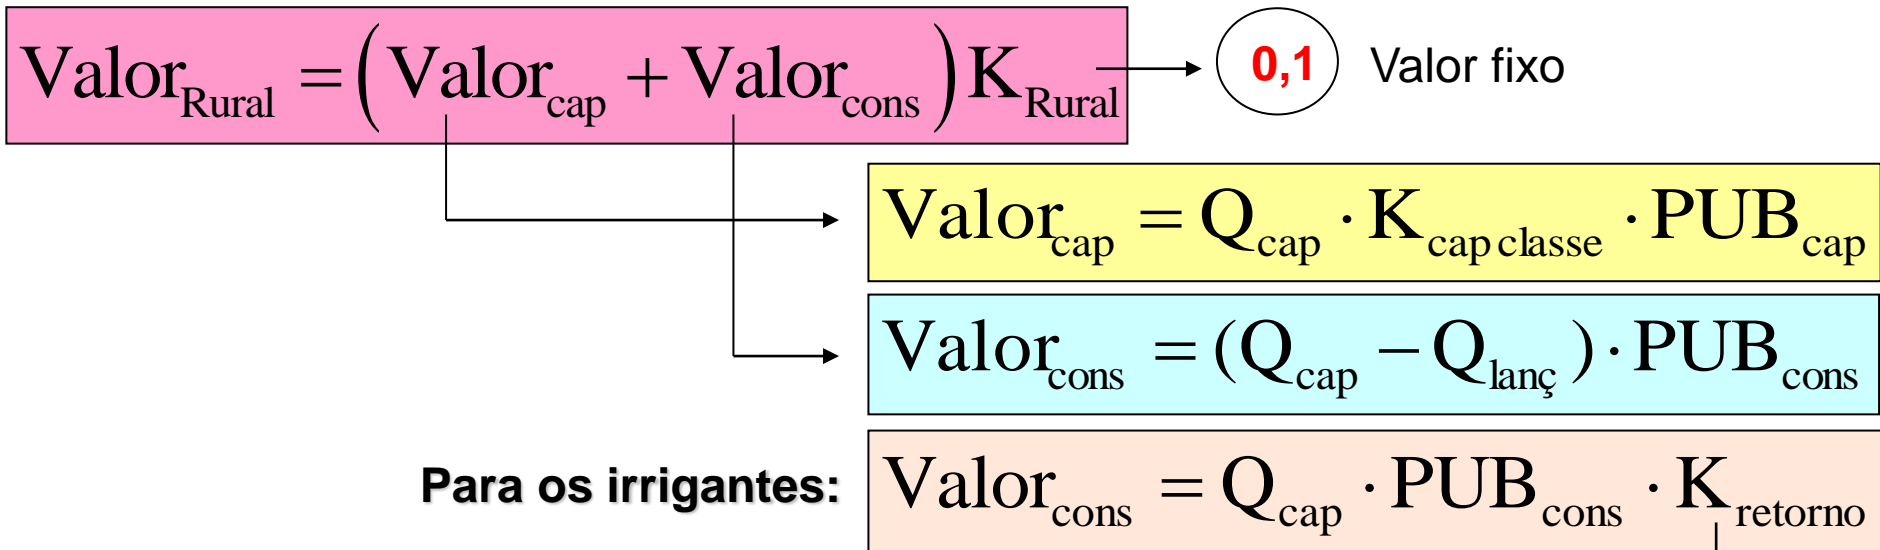 Valor_Rural = (Valor_cap + Valor_cons) K_Rural 0,1 Valor fixo
Valor_cap = Q_cap · K_cap classe · PUB_cap
Valor_cons = (Q_cap − Q_lanç) · PUB_cons
Para os irrigantes: Valor_cons = Q_cap · PUB_cons · K_retorno